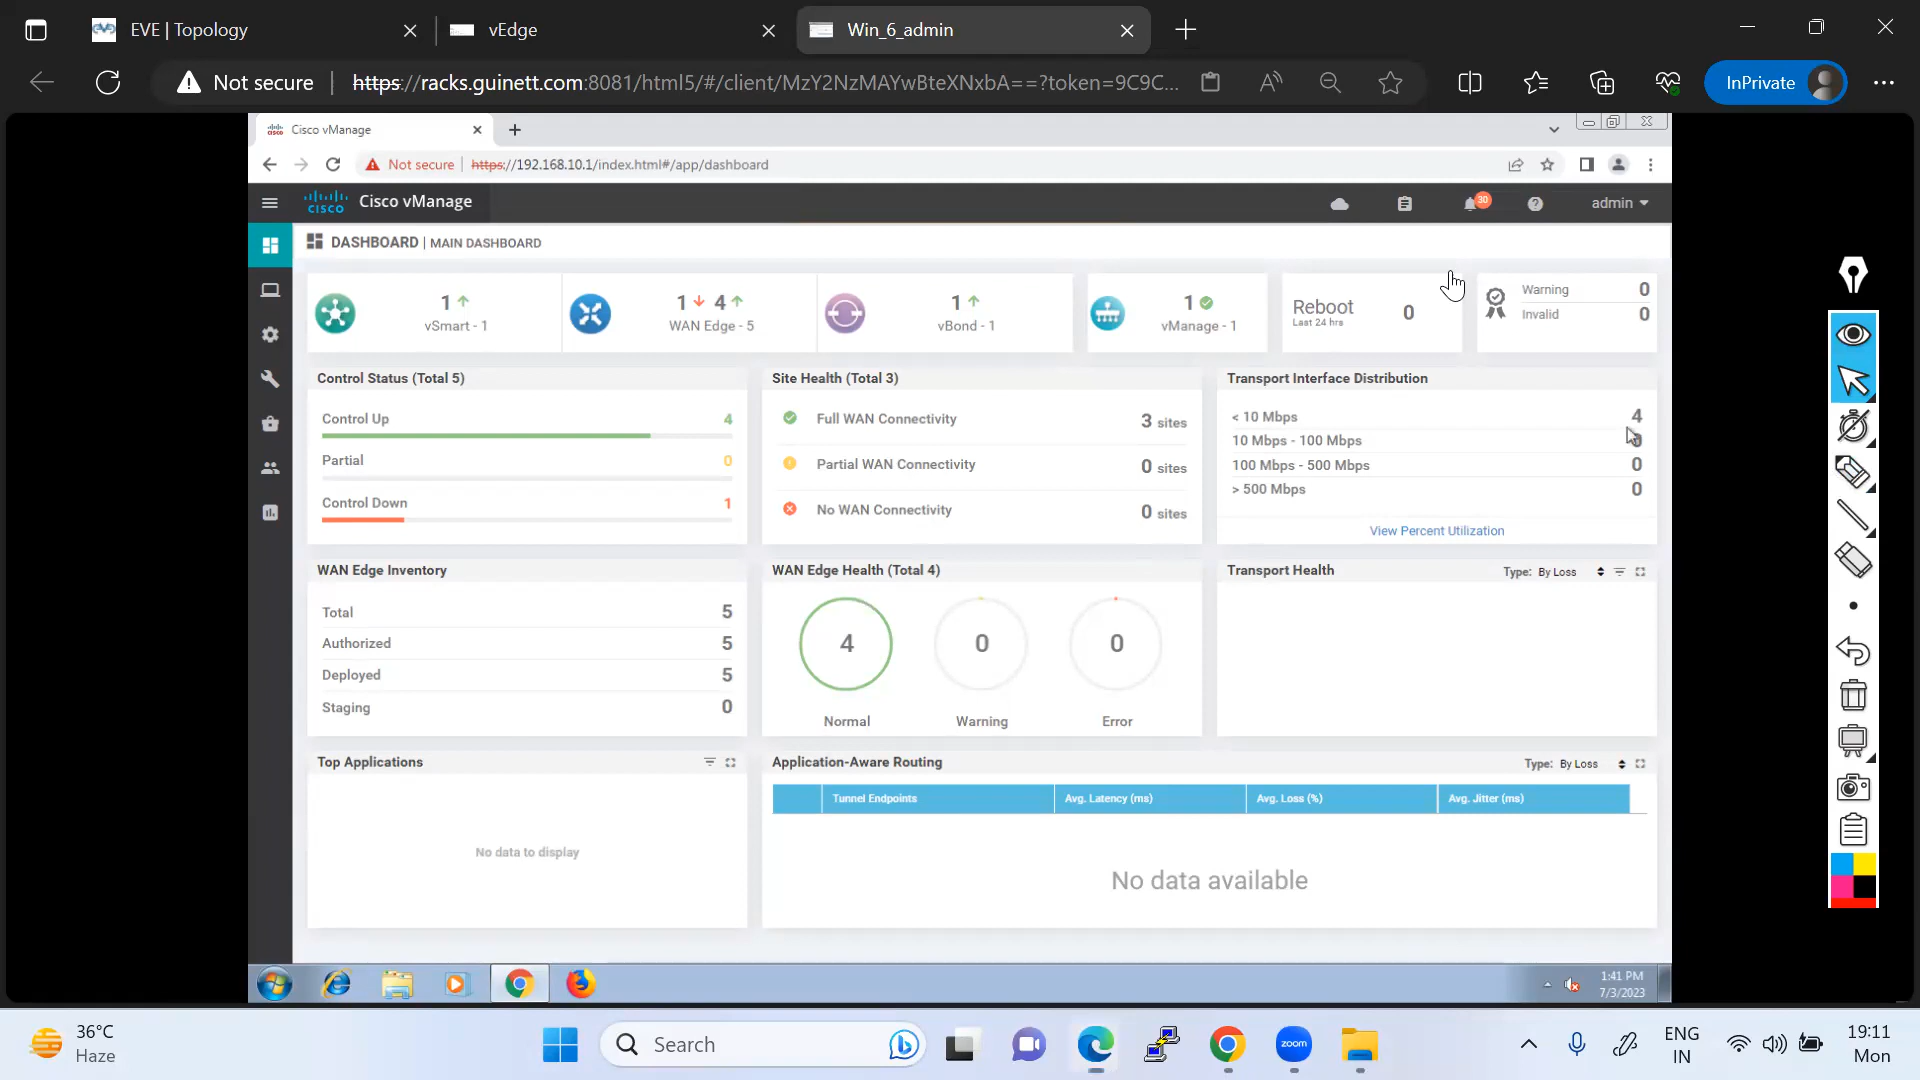 EVE | Topology
vEdge
Win_6_admin
Not secure
https://racks.guinett.com:8081/html5/#/client/MzY2NzMAYwBteXNxbA==?token=9C9C...
InPrivate
Cisco vManage
Not secure
https://192.168.10.1/index.html#/app/dashboard
CISCO
Cisco vManage
30
admin
DASHBOARD | MAIN DASHBOARD
1
vSmart - 1
1 4
WAN Edge - 5
1
vBond - 1
1
vManage - 1
Reboot
Last 24 hrs
0
Warning 0
Invalid 0
Control Status (Total 5)
Control Up 4
Partial 0
Control Down 1
Site Health (Total 3)
Full WAN Connectivity 3 sites
Partial WAN Connectivity 0 sites
No WAN Connectivity 0 sites
Transport Interface Distribution
< 10 Mbps 4
10 Mbps - 100 Mbps 0
100 Mbps - 500 Mbps 0
> 500 Mbps 0
View Percent Utilization
WAN Edge Inventory
Total 5
Authorized 5
Deployed 5
Staging 0
WAN Edge Health (Total 4)
4 0 0
Normal Warning Error
Transport Health
Type: By Loss
Top Applications
No data to display
Application-Aware Routing
Type: By Loss
Tunnel Endpoints Avg. Latency (ms) Avg. Loss (%) Avg. Jitter (ms)
No data available
1:41 PM
7/3/2023
36°C
Haze
Search
zoom
ENG
IN
19:11
Mon